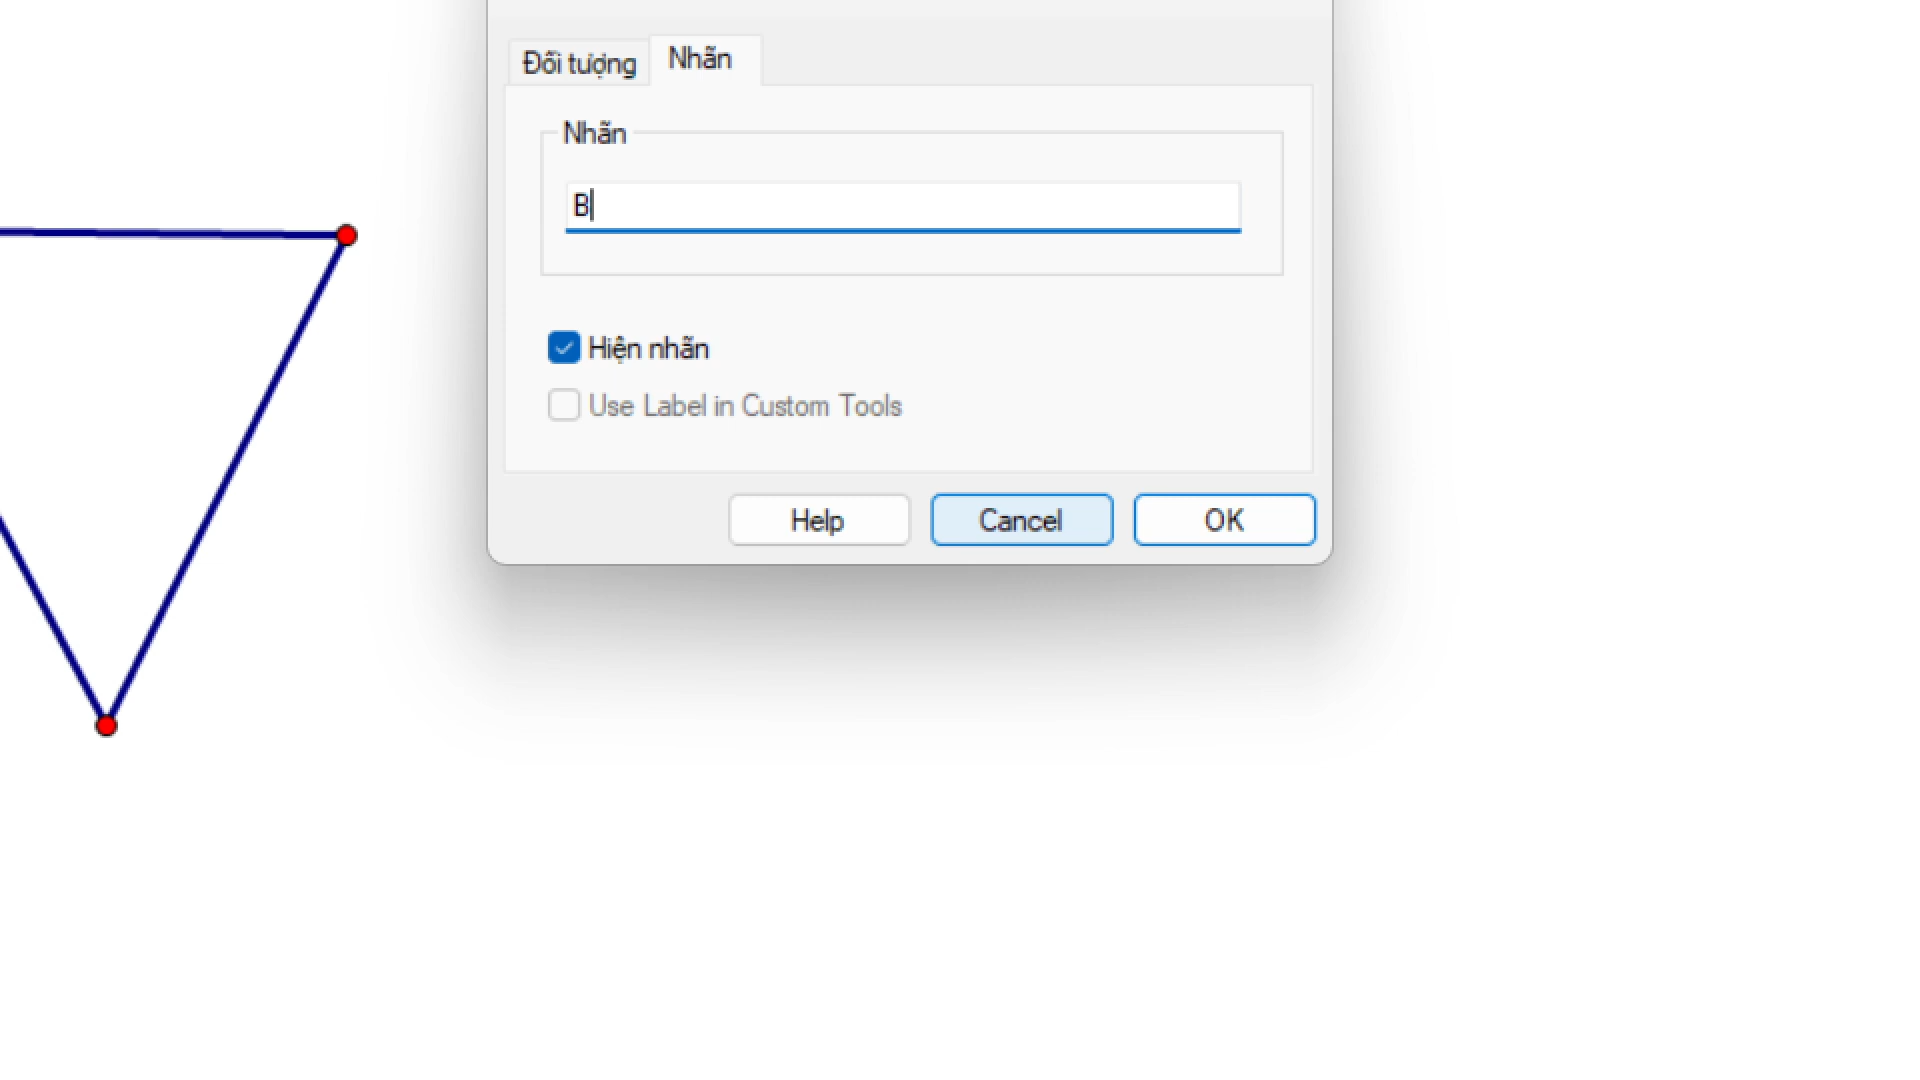 Đối tượng Nhãn
Nhãn
B
Hiện nhãn
Use Label in Custom Tools
Help Cancel OK